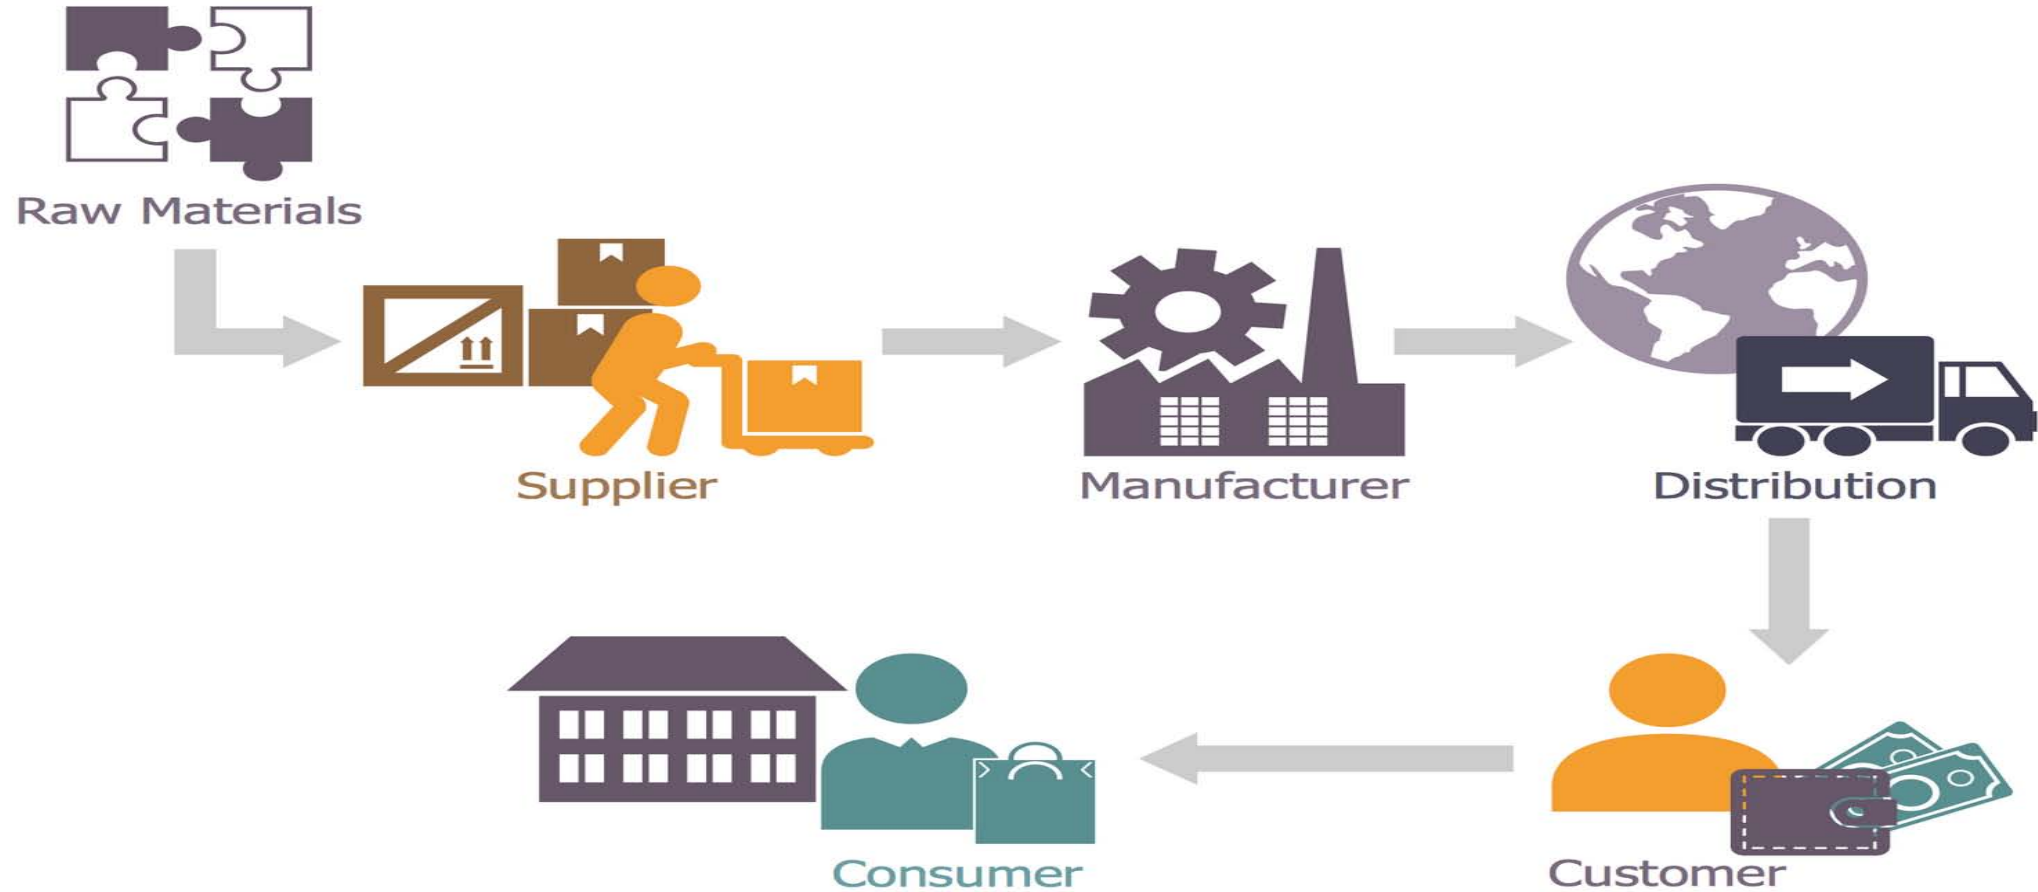 Raw Materials
Supplier
Manufacturer
Distribution
Customer
Consumer